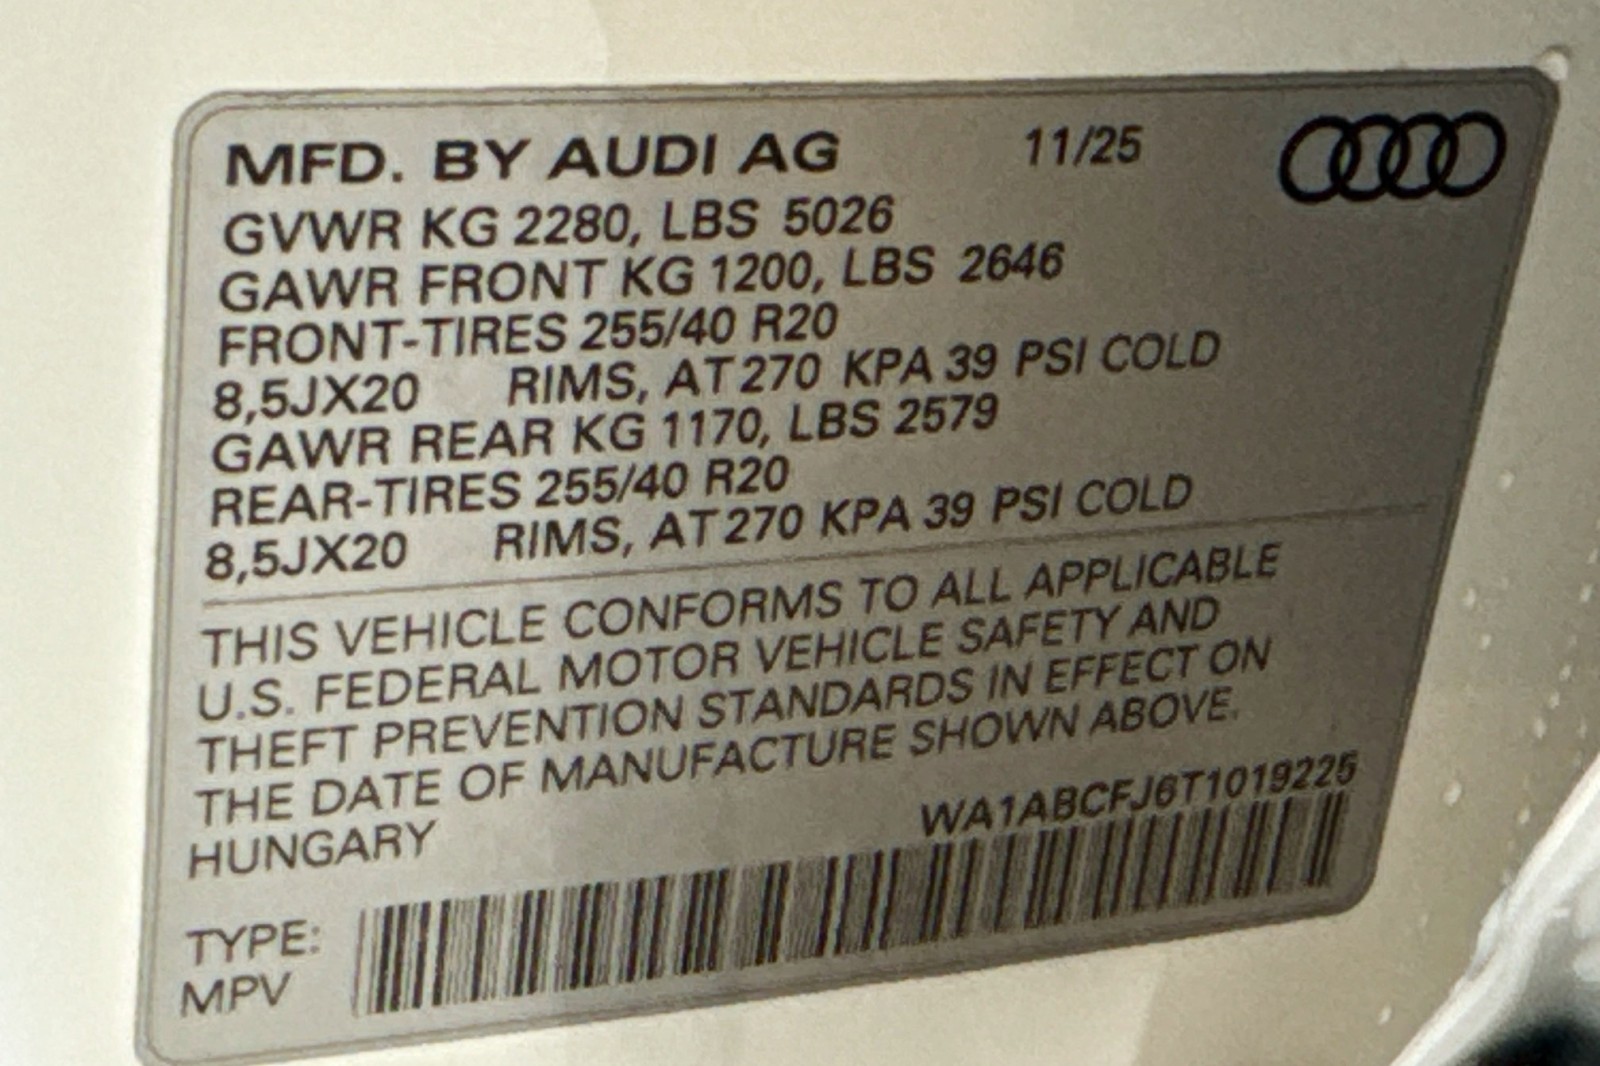 MFD. BY AUDI AG 11/25
GVWR KG 2280, LBS 5026
GAWR FRONT KG 1200, LBS 2646
FRONT-TIRES 255/40 R20
8,5JX20 RIMS, AT 270 KPA 39 PSI COLD
GAWR REAR KG 1170, LBS 2579
REAR-TIRES 255/40 R20
8,5JX20 RIMS, AT 270 KPA 39 PSI COLD
THIS VEHICLE CONFORMS TO ALL APPLICABLE
U.S. FEDERAL MOTOR VEHICLE SAFETY AND
THEFT PREVENTION STANDARDS IN EFFECT ON
THE DATE OF MANUFACTURE SHOWN ABOVE.
HUNGARY
WA1ABCFJ6T1019225
TYPE:
MPV